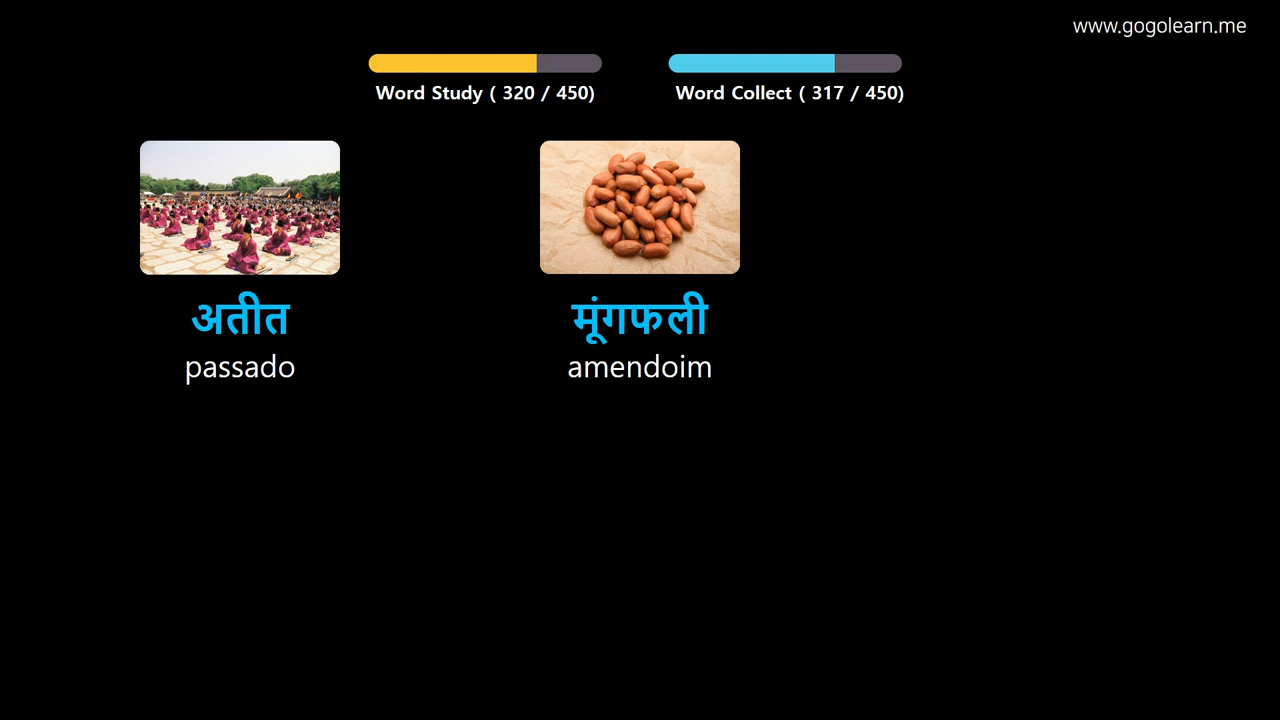 www.gogolearn.me
Word Study ( 320 / 450)
Word Collect ( 317 / 450)
अतीत
passado
मूंगफली
amendoim